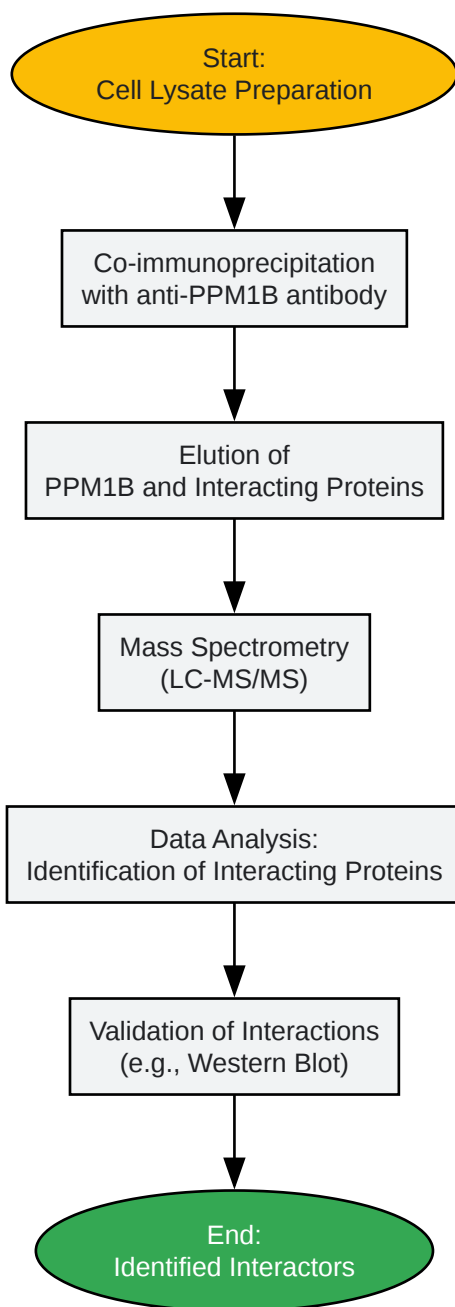 Start:
Cell Lysate Preparation
Co-immunoprecipitation
with anti-PPM1B antibody
Elution of
PPM1B and Interacting Proteins
Mass Spectrometry
(LC-MS/MS)
Data Analysis:
Identification of Interacting Proteins
Validation of Interactions
(e.g., Western Blot)
End:
Identified Interactors